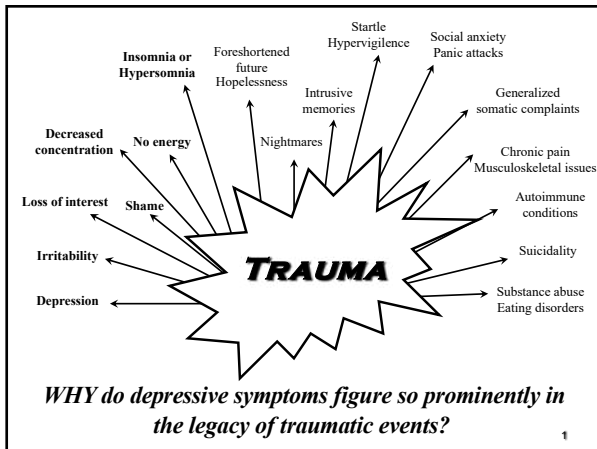 Insomnia or
Hypersomnia
Foreshortened
future
Hopelessness
Startle
Hypervigilence
Social anxiety
Panic attacks
Intrusive
memories
Generalized
somatic complaints
Decreased
concentration
No energy
Nightmares
Chronic pain
Musculoskeletal issues
Loss of interest
Shame
Autoimmune
conditions
Irritability
TRAUMA
Suicidality
Depression
Substance abuse
Eating disorders
WHY do depressive symptoms figure so prominently in
the legacy of traumatic events?
1